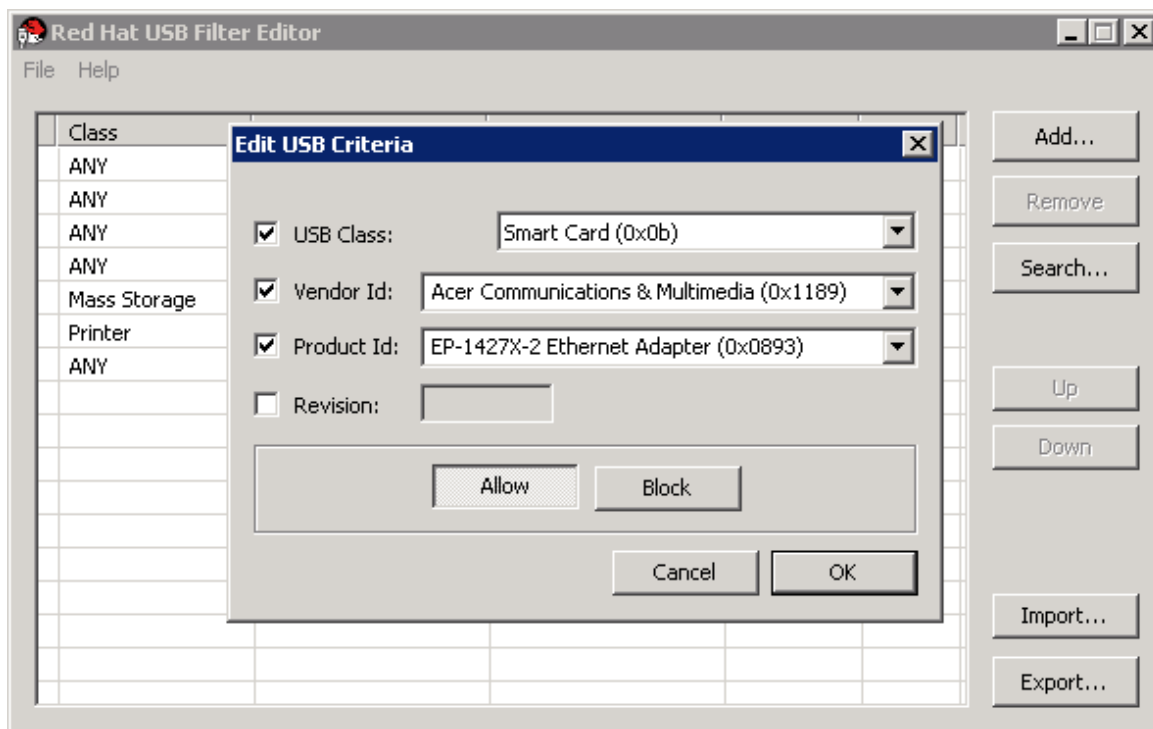 Red Hat USB Filter Editor
File Help
Class
ANY
ANY
ANY
ANY
Mass Storage
Printer
ANY
Edit USB Criteria
USB Class: Smart Card (0x0b)
Vendor Id: Acer Communications & Multimedia (0x1189)
Product Id: EP-1427X-2 Ethernet Adapter (0x0893)
Revision:
Allow Block
Cancel OK
Add...
Remove
Search...
Up
Down
Import...
Export...